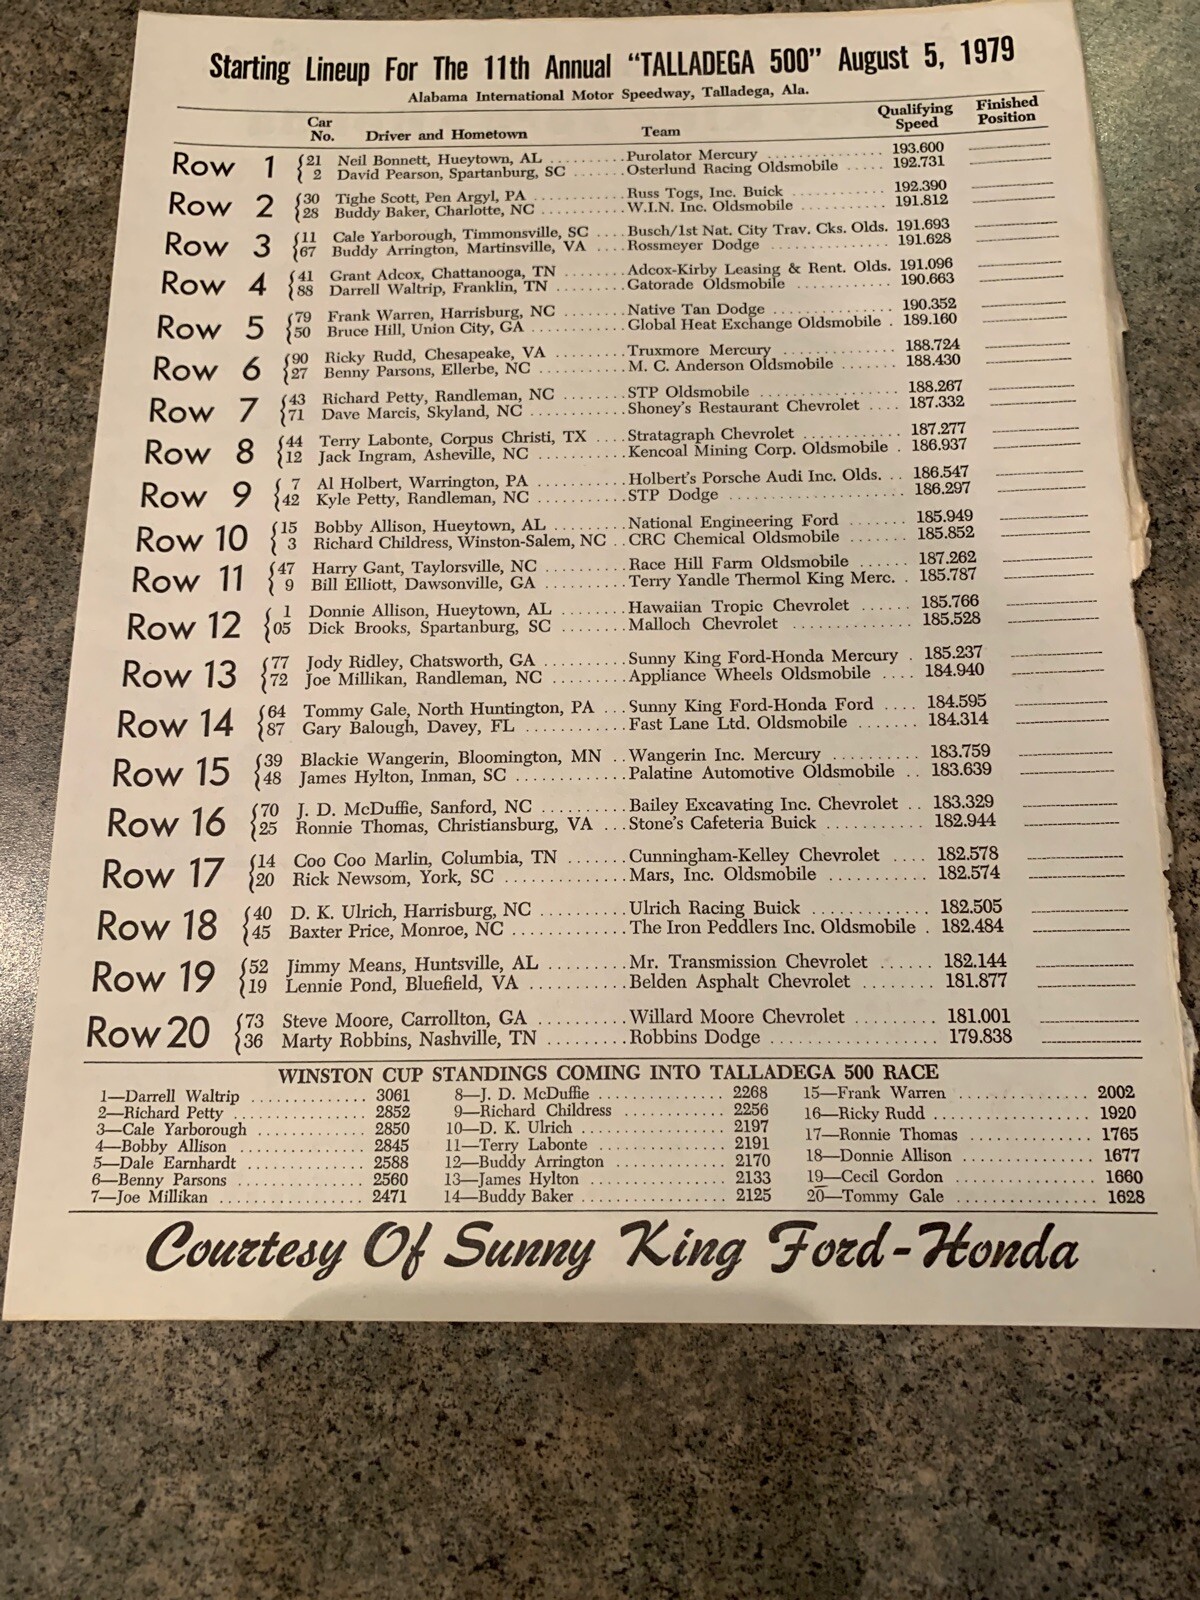 Starting Lineup For The 11th Annual "TALLADEGA 500" August 5, 1979
Alabama International Motor Speedway, Talladega, Ala.
Car No. Driver and Hometown Team Qualifying Speed Finished Position
Row 1 21 Neil Bonnett, Hueytown, AL Purolator Mercury 193.600
2 David Pearson, Spartanburg, SC Osterlund Racing Oldsmobile 192.731
Row 2 30 Tighe Scott, Pen Argyl, PA Russ Togs, Inc. Buick 192.390
28 Buddy Baker, Charlotte, NC W.I.N. Inc. Oldsmobile 191.812
Row 3 11 Cale Yarborough, Timmonsville, SC Busch/1st Nat. City Trav. Cks. Olds. 191.693
67 Buddy Arrington, Martinsville, VA Rossmeyer Dodge 191.628
Row 4 41 Grant Adcox, Chattanooga, TN Adcox-Kirby Leasing & Rent. Olds. 191.096
88 Darrell Waltrip, Franklin, TN Gatorade Oldsmobile 190.663
Row 5 79 Frank Warren, Harrisburg, NC Native Tan Dodge 190.352
50 Bruce Hill, Union City, GA Global Heat Exchange Oldsmobile 189.160
Row 6 90 Ricky Rudd, Chesapeake, VA Truxmore Mercury 188.724
27 Benny Parsons, Ellerbe, NC M. C. Anderson Oldsmobile 188.430
Row 7 43 Richard Petty, Randleman, NC STP Oldsmobile 188.267
71 Dave Marcis, Skyland, NC Shoney's Restaurant Chevrolet 187.332
Row 8 44 Terry Labonte, Corpus Christi, TX Stratagraph Chevrolet 187.277
12 Jack Ingram, Asheville, NC Kencoal Mining Corp. Oldsmobile 186.937
Row 9 7 Al Holbert, Warrington, PA Holbert's Porsche Audi Inc. Olds. 186.547
42 Kyle Petty, Randleman, NC STP Dodge 186.297
Row 10 15 Bobby Allison, Hueytown, AL National Engineering Ford 185.949
3 Richard Childress, Winston-Salem, NC CRC Chemical Oldsmobile 185.852
Row 11 47 Harry Gant, Taylorsville, NC Race Hill Farm Oldsmobile 187.262
9 Bill Elliott, Dawsonville, GA Terry Yandle Thermol King Merc. 185.787
Row 12 1 Donnie Allison, Hueytown, AL Hawaiian Tropic Chevrolet 185.766
05 Dick Brooks, Spartanburg, SC Malloch Chevrolet 185.528
Row 13 77 Jody Ridley, Chatsworth, GA Sunny King Ford-Honda Mercury 185.237
72 Joe Millikan, Randleman, NC Appliance Wheels Oldsmobile 184.940
Row 14 64 Tommy Gale, North Huntington, PA Sunny King Ford-Honda Ford 184.595
87 Gary Balough, Davey, FL Fast Lane Ltd. Oldsmobile 184.314
Row 15 39 Blackie Wangerin, Bloomington, MN Wangerin Inc. Mercury 183.759
48 James Hylton, Inman, SC Palatine Automotive Oldsmobile 183.639
Row 16 70 J. D. McDuffie, Sanford, NC Bailey Excavating Inc. Chevrolet 183.329
25 Ronnie Thomas, Christiansburg, VA Stone's Cafeteria Buick 182.944
Row 17 14 Coo Coo Marlin, Columbia, TN Cunningham-Kelley Chevrolet 182.578
20 Rick Newsom, York, SC Mars, Inc. Oldsmobile 182.574
Row 18 40 D. K. Ulrich, Harrisburg, NC Ulrich Racing Buick 182.505
45 Baxter Price, Monroe, NC The Iron Peddlers Inc. Oldsmobile 182.484
Row 19 52 Jimmy Means, Huntsville, AL Mr. Transmission Chevrolet 182.144
19 Lennie Pond, Bluefield, VA Belden Asphalt Chevrolet 181.877
Row 20 73 Steve Moore, Carrollton, GA Willard Moore Chevrolet 181.001
36 Marty Robbins, Nashville, TN Robbins Dodge 179.838
WINSTON CUP STANDINGS COMING INTO TALLADEGA 500 RACE
1—Darrell Waltrip 3061
2—Richard Petty 2852
3—Cale Yarborough 2850
4—Bobby Allison 2845
5—Dale Earnhardt 2588
6—Benny Parsons 2560
7—Joe Millikan 2471
8—J. D. McDuffie 2268
9—Richard Childress 2256
10—D. K. Ulrich 2197
11—Terry Labonte 2191
12—Buddy Arrington 2170
13—James Hylton 2133
14—Buddy Baker 2125
15—Frank Warren 2002
16—Ricky Rudd 1920
17—Ronnie Thomas 1765
18—Donnie Allison 1677
19—Cecil Gordon 1660
20—Tommy Gale 1628
Courtesy Of Sunny King Ford-Honda